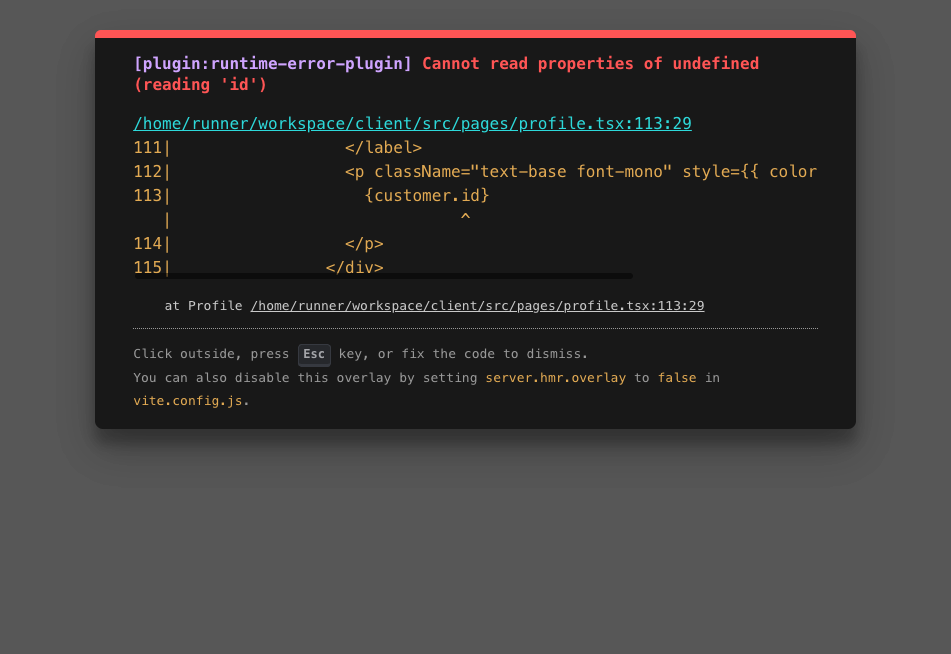 [plugin:runtime-error-plugin] Cannot read properties of undefined
(reading 'id')
/home/runner/workspace/client/src/pages/profile.tsx:113:29
111|                  </label>
112|                  <p className="text-base font-mono" style={{ color
113|                    {customer.id}
   |                              ^
114|                  </p>
115|                </div>
at Profile /home/runner/workspace/client/src/pages/profile.tsx:113:29
Click outside, press Esc key, or fix the code to dismiss.
You can also disable this overlay by setting server.hmr.overlay to false in
vite.config.js.